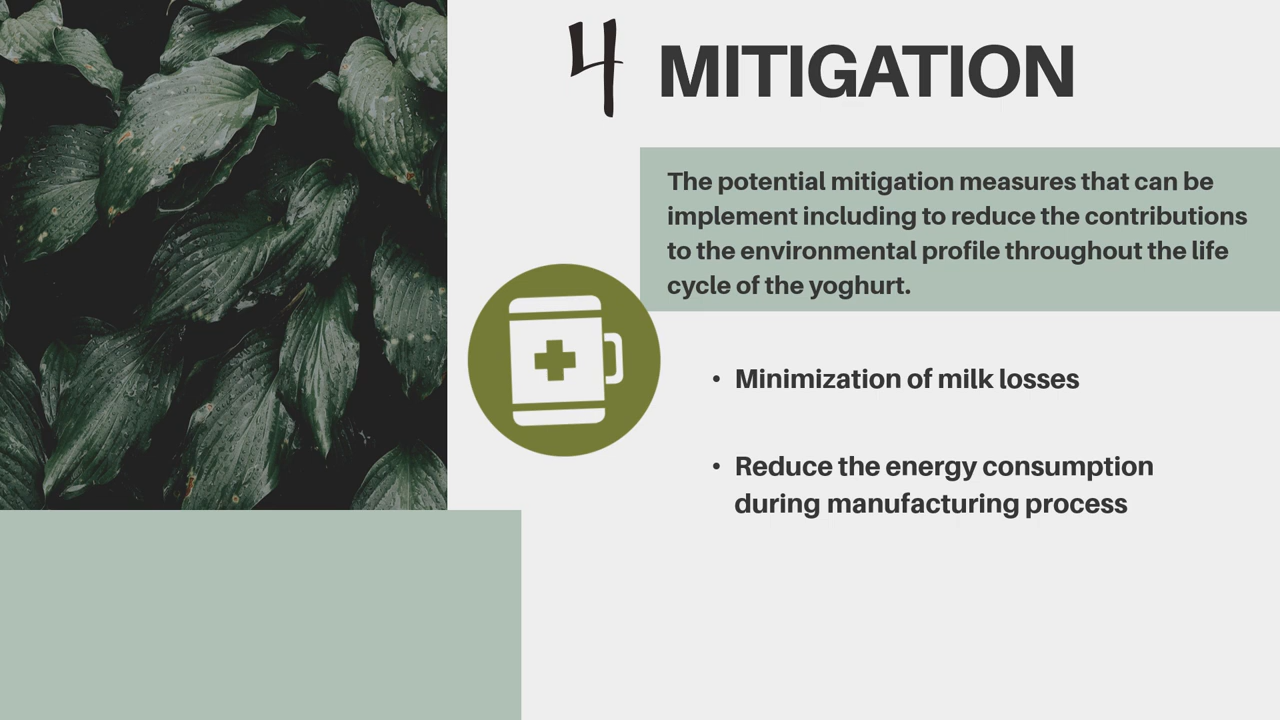 4 MITIGATION
The potential mitigation measures that can be
implement including to reduce the contributions
to the environmental profile throughout the life
cycle of the yoghurt.
• Minimization of milk losses
• Reduce the energy consumption
during manufacturing process